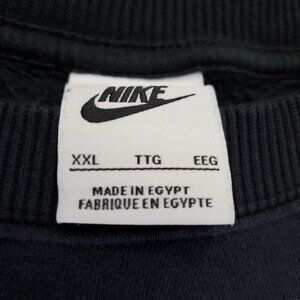 NIKE
XXL TTG EEG
MADE IN EGYPT
FABRIQUE EN EGYPTE